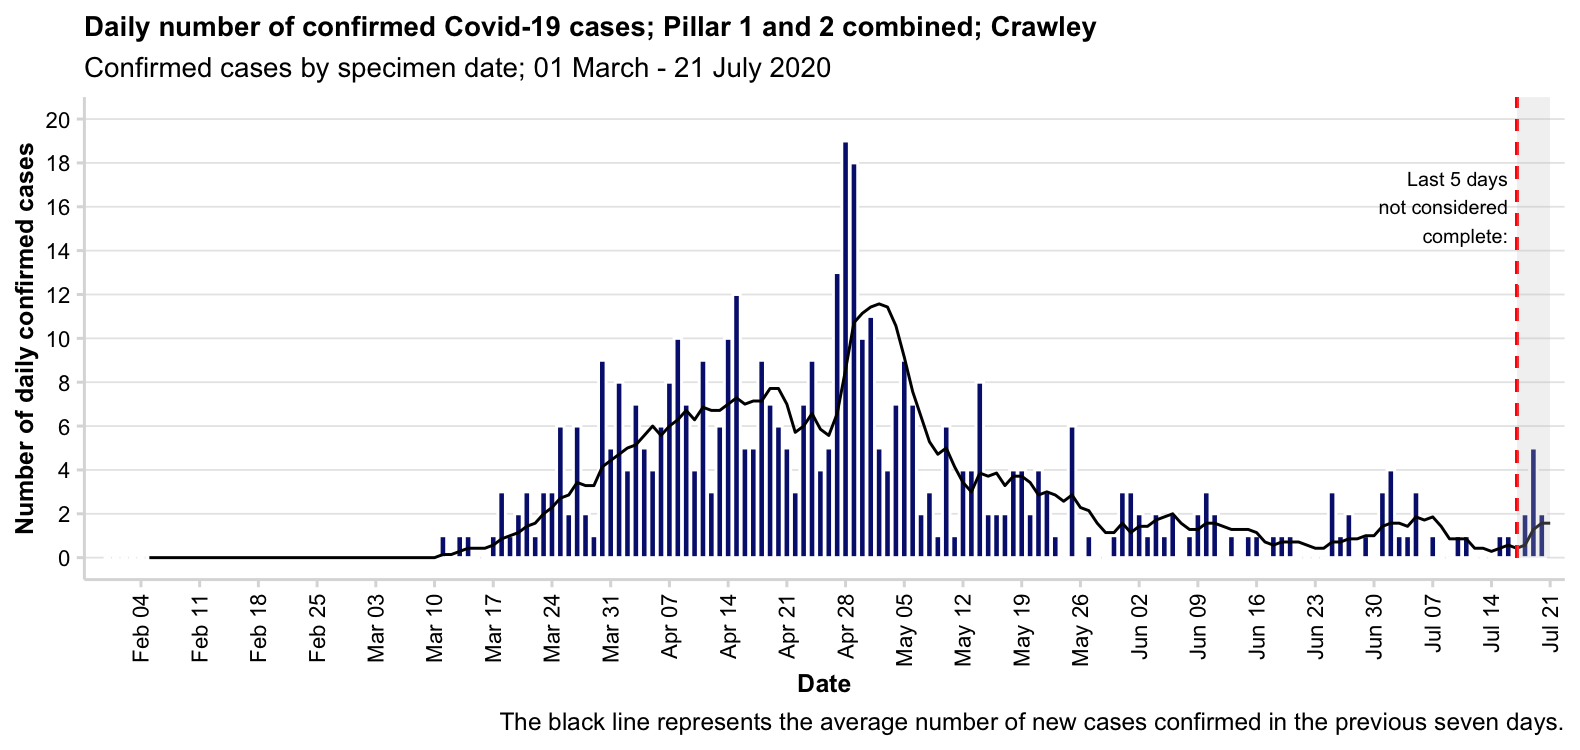 Daily number of confirmed Covid-19 cases; Pillar 1 and 2 combined; Crawley
Confirmed cases by specimen date; 01 March - 21 July 2020
Number of daily confirmed cases
20
18
16
14
12
10
8
6
4
2
0
Last 5 days
not considered
complete:
Feb 04
Feb 11
Feb 18
Feb 25
Mar 03
Mar 10
Mar 17
Mar 24
Mar 31
Apr 07
Apr 14
Apr 21
Apr 28
May 05
May 12
May 19
May 26
Jun 02
Jun 09
Jun 16
Jun 23
Jun 30
Jul 07
Jul 14
Jul 21
Date
The black line represents the average number of new cases confirmed in the previous seven days.